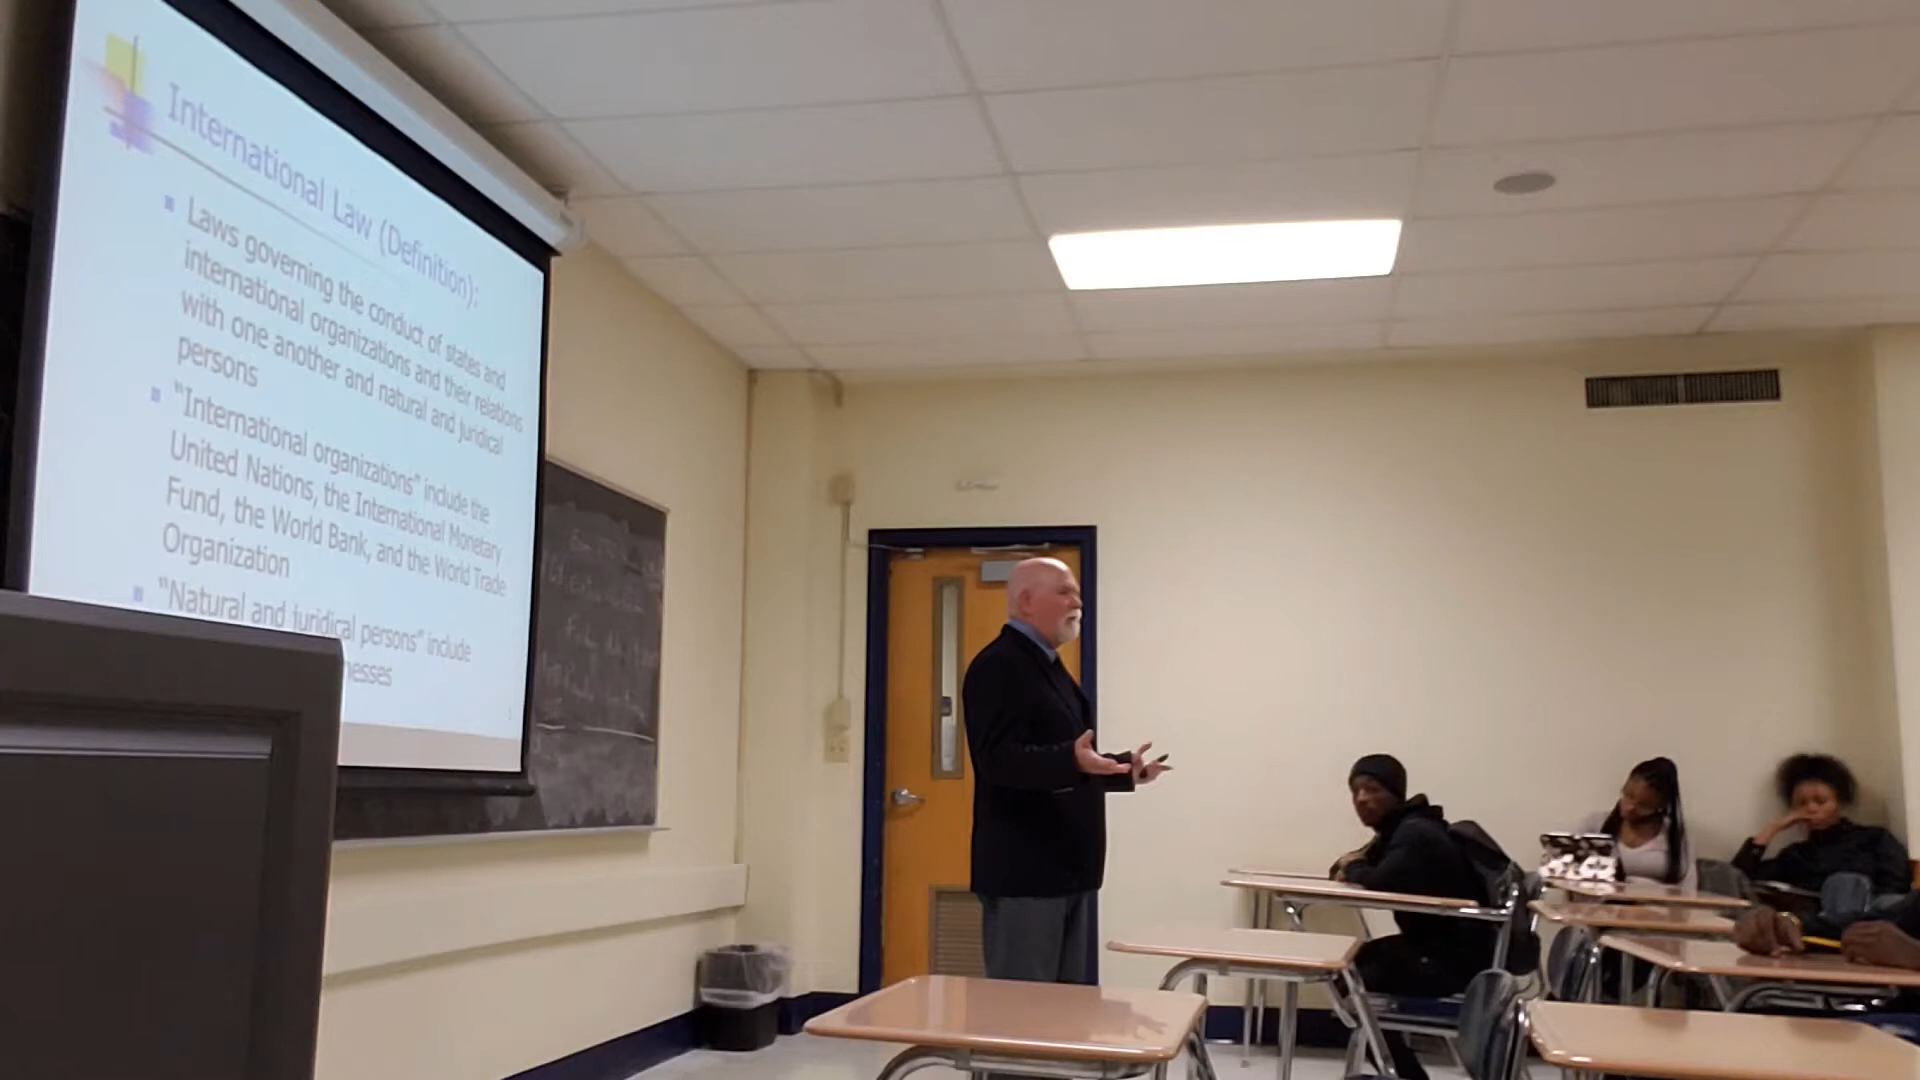 International Law (Definition):
Laws governing the conduct of states and
international organizations and their relations
with one another and natural and juridical
persons
"International organizations" include the
United Nations, the International Monetary
Fund, the World Bank, and the World Trade
Organization
"Natural and juridical persons" include